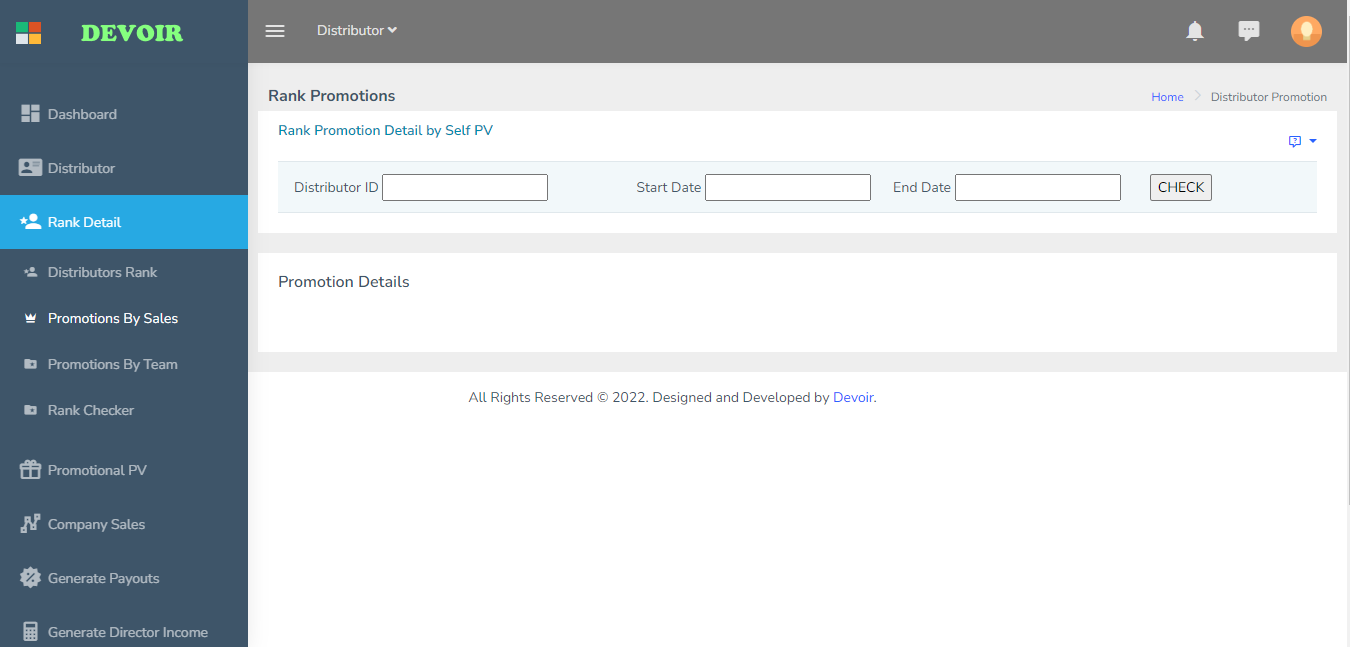 DEVOIR
Distributor
Dashboard
Distributor
Rank Detail
Distributors Rank
Promotions By Sales
Promotions By Team
Rank Checker
Promotional PV
Company Sales
Generate Payouts
Generate Director Income
Rank Promotions
Home
Distributor Promotion
Rank Promotion Detail by Self PV
Distributor ID
Start Date
End Date
CHECK
Promotion Details
All Rights Reserved © 2022. Designed and Developed by Devoir.